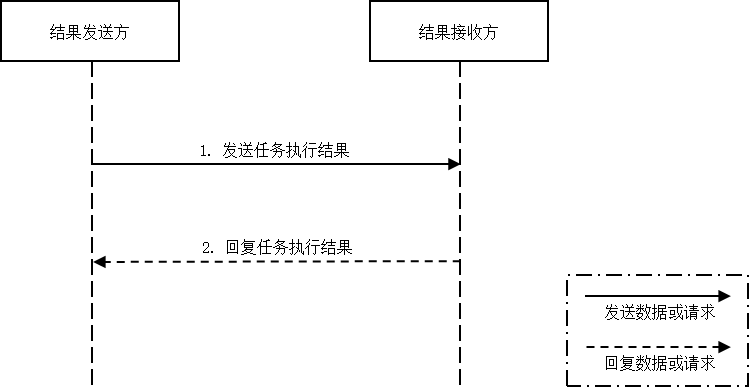 结果发送方
结果接收方
1. 发送任务执行结果
2. 回复任务执行结果
发送数据或请求
回复数据或请求